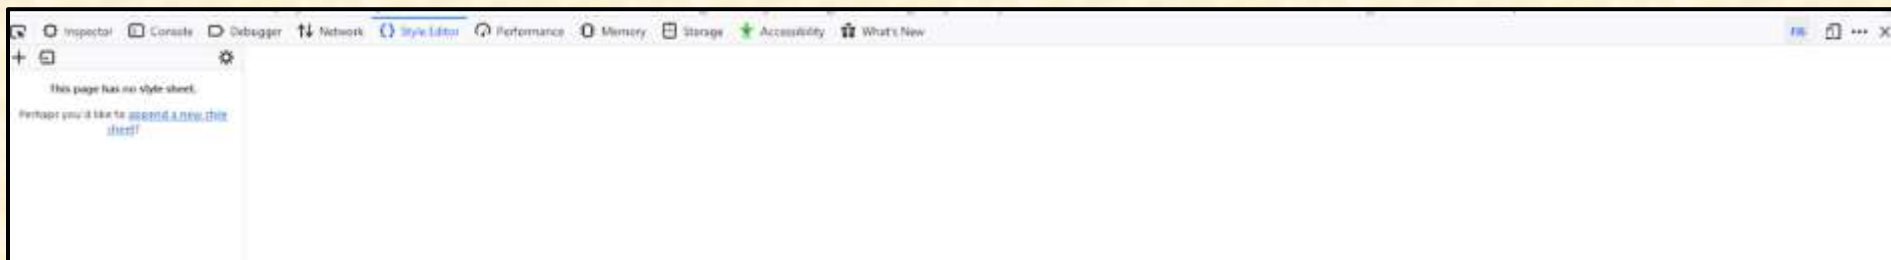 Inspector Console Debugger Network Style Editor Performance Memory Storage Accessibility What's New
This page has no style sheet.
Perhaps you'd like to append a new style
sheet?